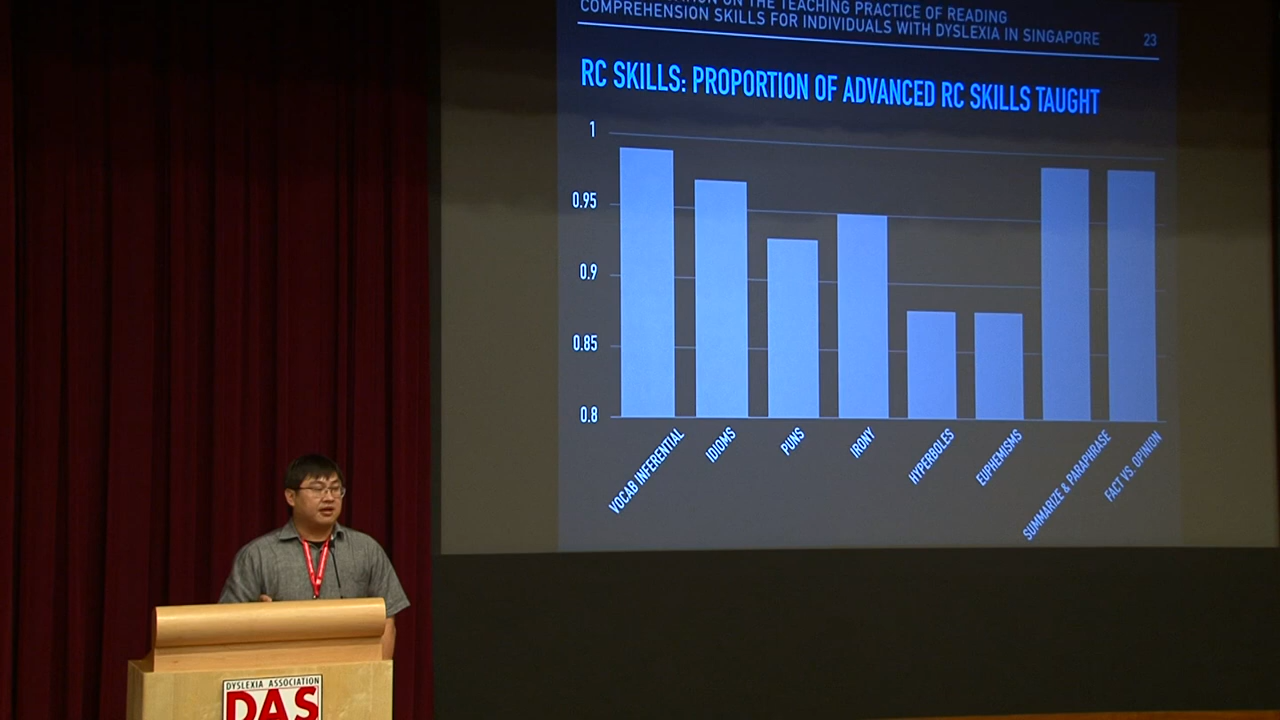 ON THE TEACHING PRACTICE OF READING
COMPREHENSION SKILLS FOR INDIVIDUALS WITH DYSLEXIA IN SINGAPORE
23
RC SKILLS: PROPORTION OF ADVANCED RC SKILLS TAUGHT
1
0.95
0.9
0.85
0.8
VOCAB INFERENTIAL
IDIOMS
PUNS
IRONY
HYPERBOLES
EUPHEMISMS
SUMMARIZE & PARAPHRASE
FACT VS. OPINION
DYSLEXIA ASSOCIATION
DAS